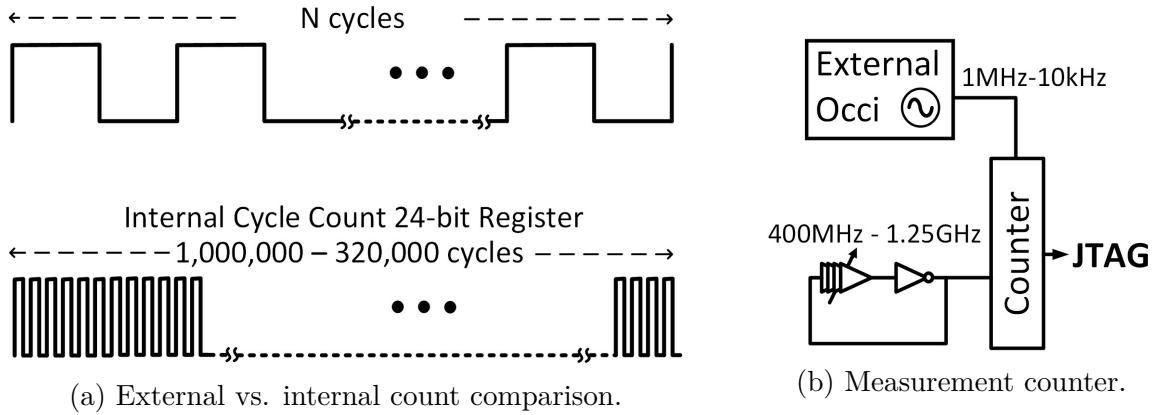 N cycles
Internal Cycle Count 24-bit Register
1,000,000 – 320,000 cycles
(a) External vs. internal count comparison.
External
Occi
1MHz-10kHz
400MHz - 1.25GHz
Counter
JTAG
(b) Measurement counter.